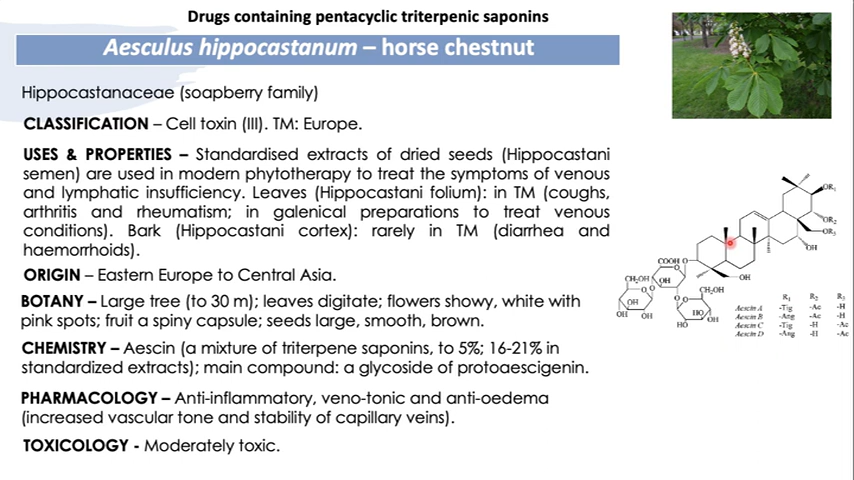 Drugs containing pentacyclic triterpenic saponins
Aesculus hippocastanum – horse chestnut
Hippocastanaceae (soapberry family)
CLASSIFICATION – Cell toxin (III). TM: Europe.
USES & PROPERTIES – Standardised extracts of dried seeds (Hippocastani
semen) are used in modern phytotherapy to treat the symptoms of venous
and lymphatic insufficiency. Leaves (Hippocastani folium): in TM (coughs,
arthritis and rheumatism; in galenical preparations to treat venous
conditions). Bark (Hippocastani cortex): rarely in TM (diarrhea and
haemorrhoids).
ORIGIN – Eastern Europe to Central Asia.
BOTANY – Large tree (to 30 m); leaves digitate; flowers showy, white with
pink spots; fruit a spiny capsule; seeds large, smooth, brown.
CHEMISTRY – Aescin (a mixture of triterpene saponins, to 5%; 16-21% in
standardized extracts); main compound: a glycoside of protoaescigenin.
PHARMACOLOGY – Anti-inflammatory, veno-tonic and anti-oedema
(increased vascular tone and stability of capillary veins).
TOXICOLOGY - Moderately toxic.
OR₁
OR₂
OR₃
OH
COOH O
OH
CH₂OH
O
OH
O
CH₂OH
OH
OH
OH
O
O
HO
OH
HO
R₁ R₂ R₃
Aescin A -Tig -Ac -H
Aescin B -Ang -Ac -H
Aescin C -Tig -H -Ac
Aescin D -Ang -H -Ac